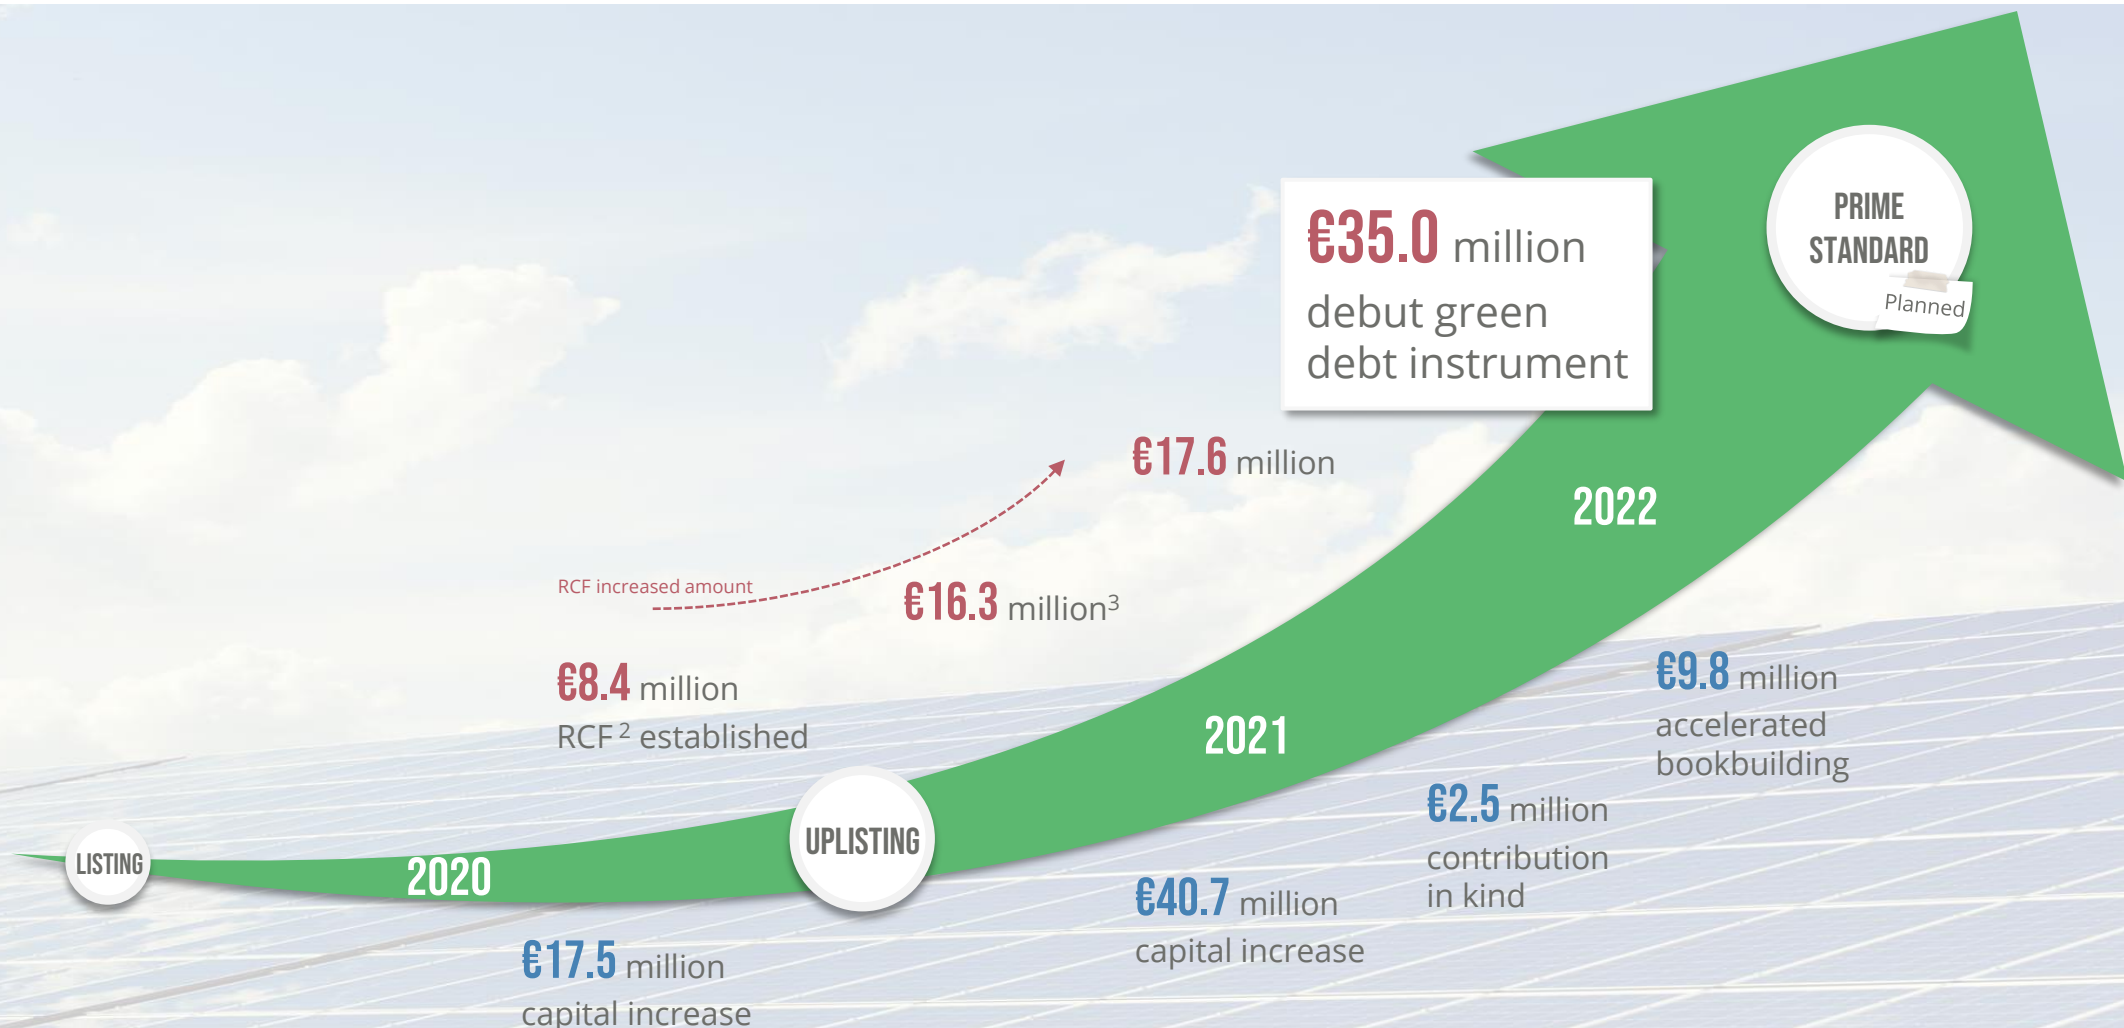 PRIME
STANDARD
Planned
€35.0 million
debut green
debt instrument
€17.6 million
2022
RCF increased amount
€16.3 million³
€8.4 million
RCF ² established
€9.8 million
accelerated
bookbuilding
2021
€2.5 million
contribution
in kind
UPLISTING
LISTING
2020
€40.7 million
capital increase
€17.5 million
capital increase